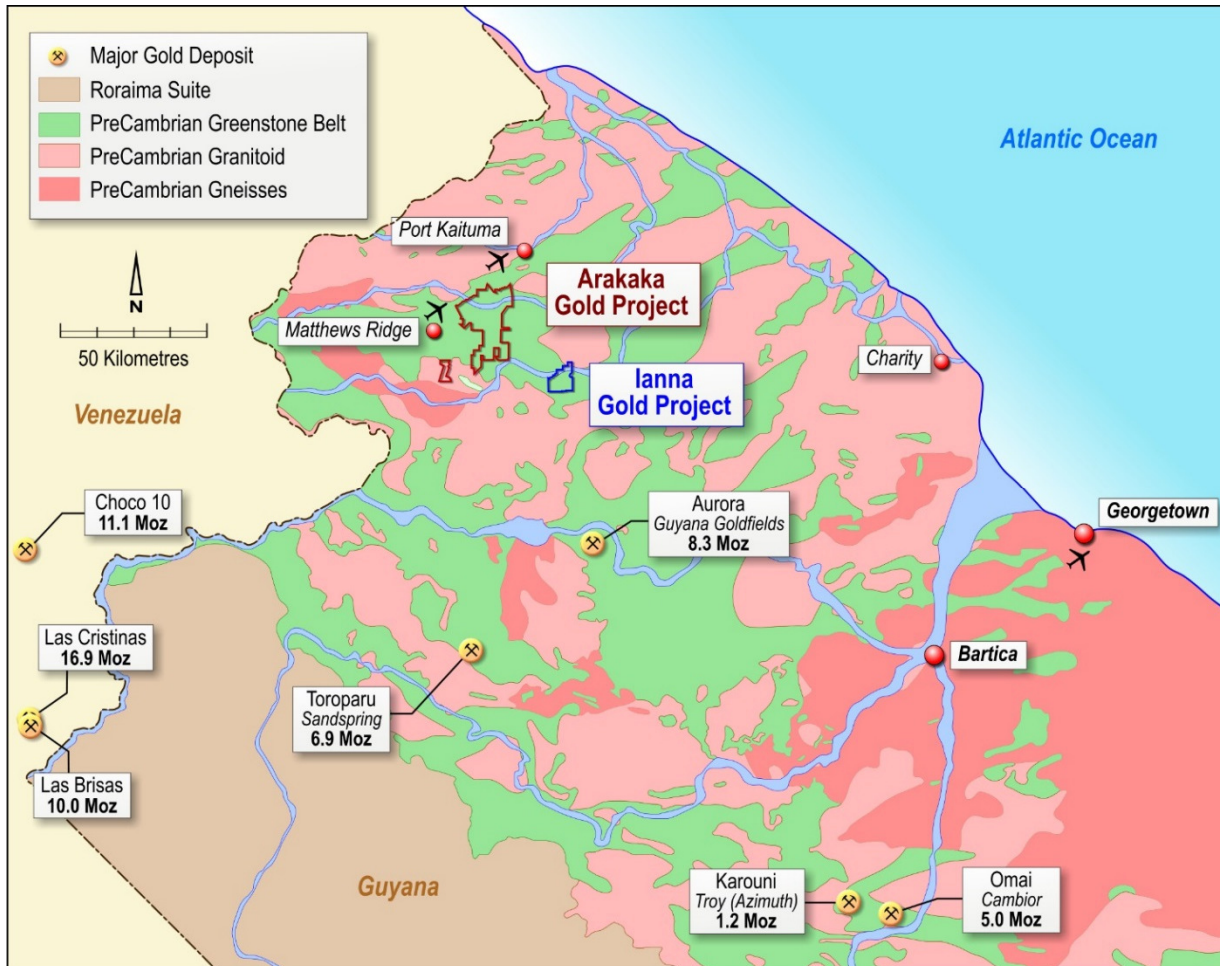 Major Gold Deposit
Roraima Suite
PreCambrian Greenstone Belt
PreCambrian Granitoid
PreCambrian Gneisses
Atlantic Ocean
Port Kaituma
N
50 Kilometres
Arakaka
Gold Project
Matthews Ridge
Charity
Ianna
Gold Project
Venezuela
Choco 10
11.1 Moz
Aurora
Guyana Goldfields
8.3 Moz
Georgetown
Las Cristinas
16.9 Moz
Bartica
Toroparu
Sandspring
6.9 Moz
Las Brisas
10.0 Moz
Guyana
Karouni
Troy (Azimuth)
1.2 Moz
Omai
Cambior
5.0 Moz